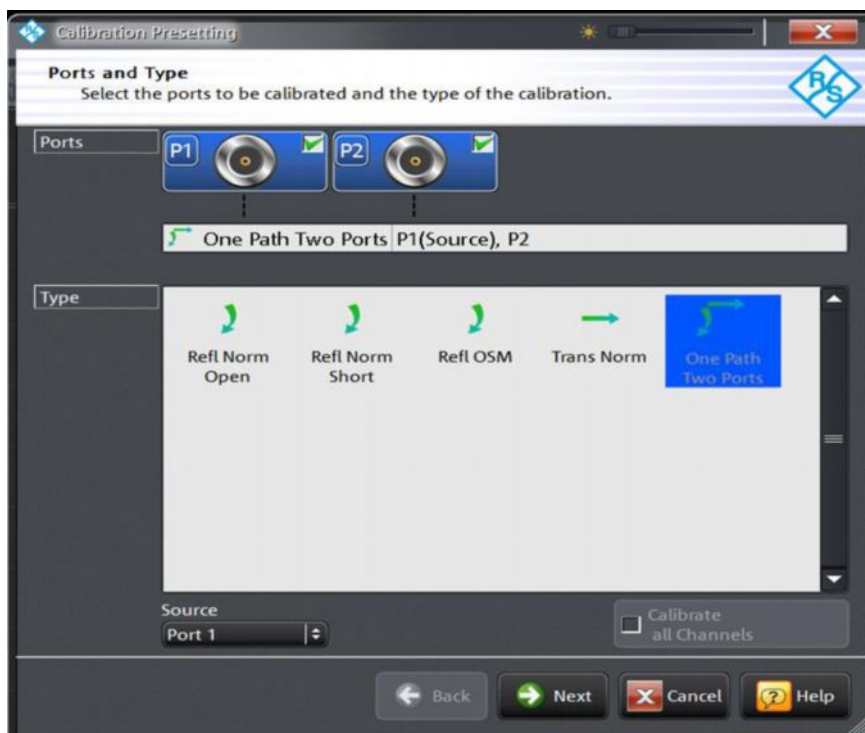 Calibration Presetting
Ports and Type
Select the ports to be calibrated and the type of the calibration.
R/S
Ports
P1
P2
One Path Two Ports P1(Source), P2
Type
Refl Norm Open
Refl Norm Short
Refl OSM
Trans Norm
One Path Two Ports
Source
Port 1
Calibrate all Channels
Back
Next
Cancel
Help